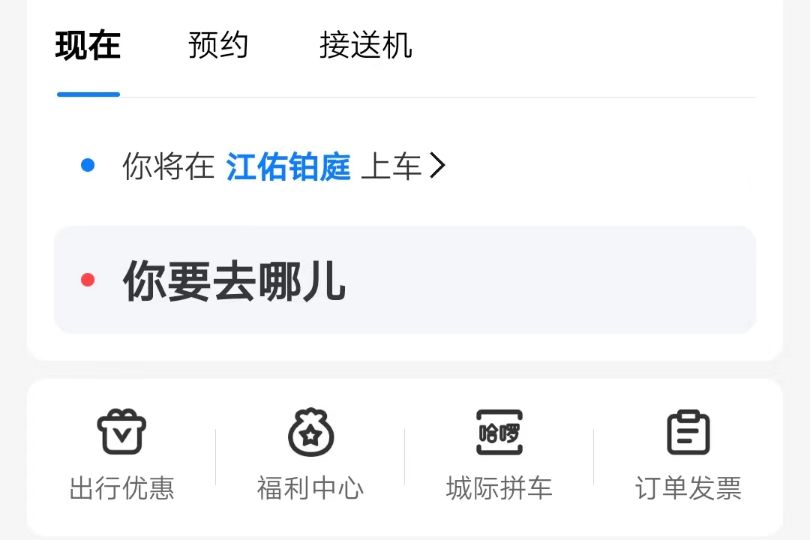 现在 预约 接送机
你将在 江佑铂庭 上车
你要去哪儿
哈啰
出行优惠 福利中心 城际拼车 订单发票